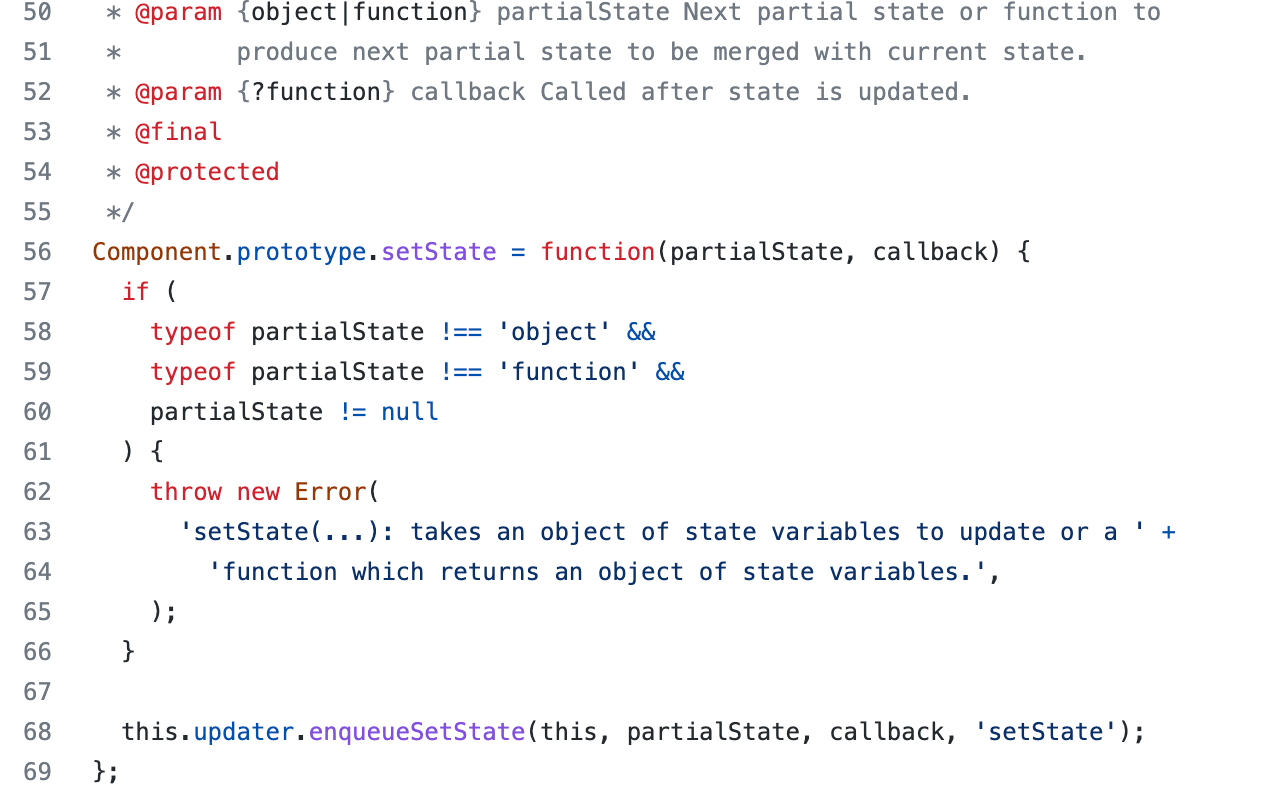 50 * @param {object|function} partialState Next partial state or function to
51 *        produce next partial state to be merged with current state.
52 * @param {?function} callback Called after state is updated.
53 * @final
54 * @protected
55 */
56 Component.prototype.setState = function(partialState, callback) {
57   if (
58     typeof partialState !== 'object' &&
59     typeof partialState !== 'function' &&
60     partialState != null
61   ) {
62     throw new Error(
63       'setState(...): takes an object of state variables to update or a ' +
64         'function which returns an object of state variables.',
65     );
66   }
67
68   this.updater.enqueueSetState(this, partialState, callback, 'setState');
69 };